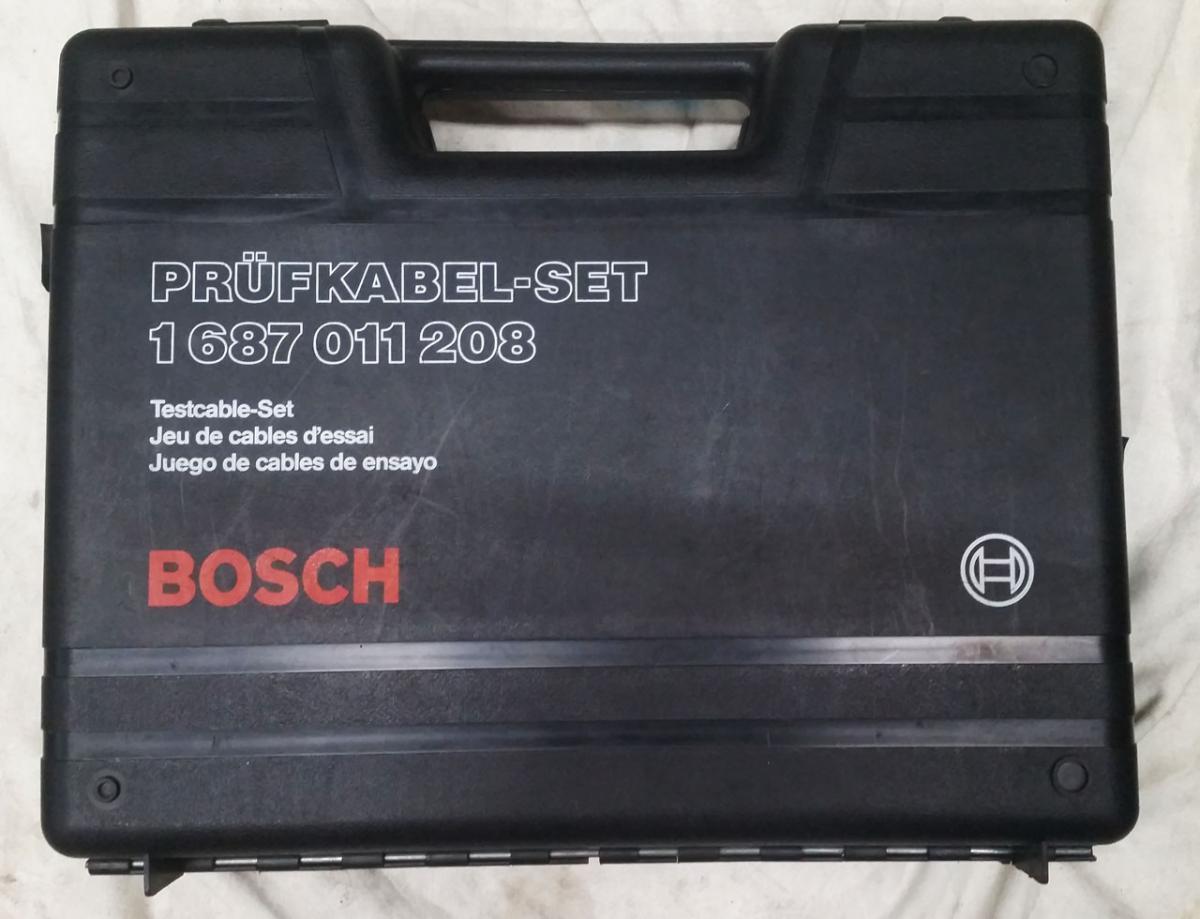 PRÜFKABEL-SET
1 687 011 208
Testcable-Set
Jeu de cables d'essai
Juego de cables de ensayo
BOSCH